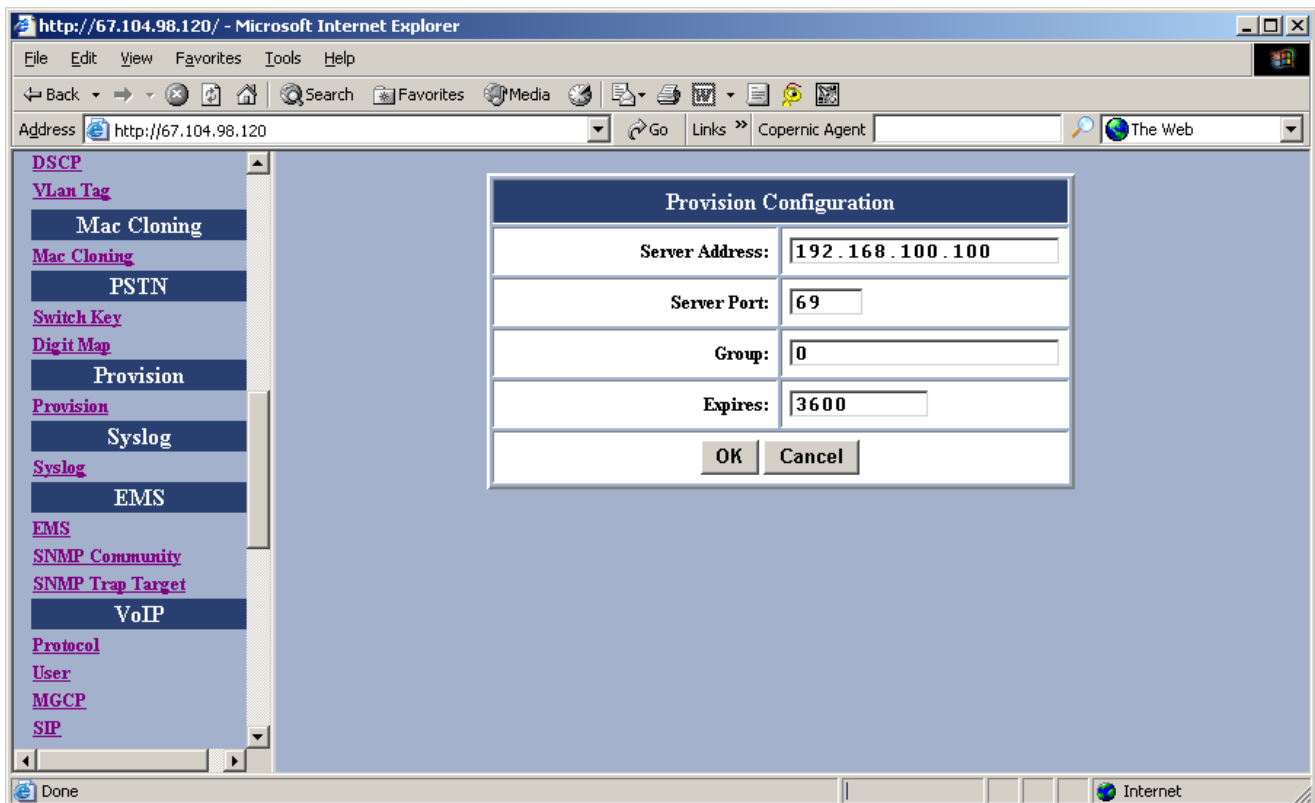 http://67.104.98.120/ - Microsoft Internet Explorer
File Edit View Favorites Tools Help
Back Search Favorites Media
Address http://67.104.98.120 Go Links » Copernic Agent The Web
DSCP
VLan Tag
Mac Cloning
Mac Cloning
PSTN
Switch Key
Digit Map
Provision
Provision
Syslog
Syslog
EMS
EMS
SNMP Community
SNMP Trap Target
VoIP
Protocol
User
MGCP
SIP
Provision Configuration
Server Address: 192.168.100.100
Server Port: 69
Group: 0
Expires: 3600
OK Cancel
Done Internet